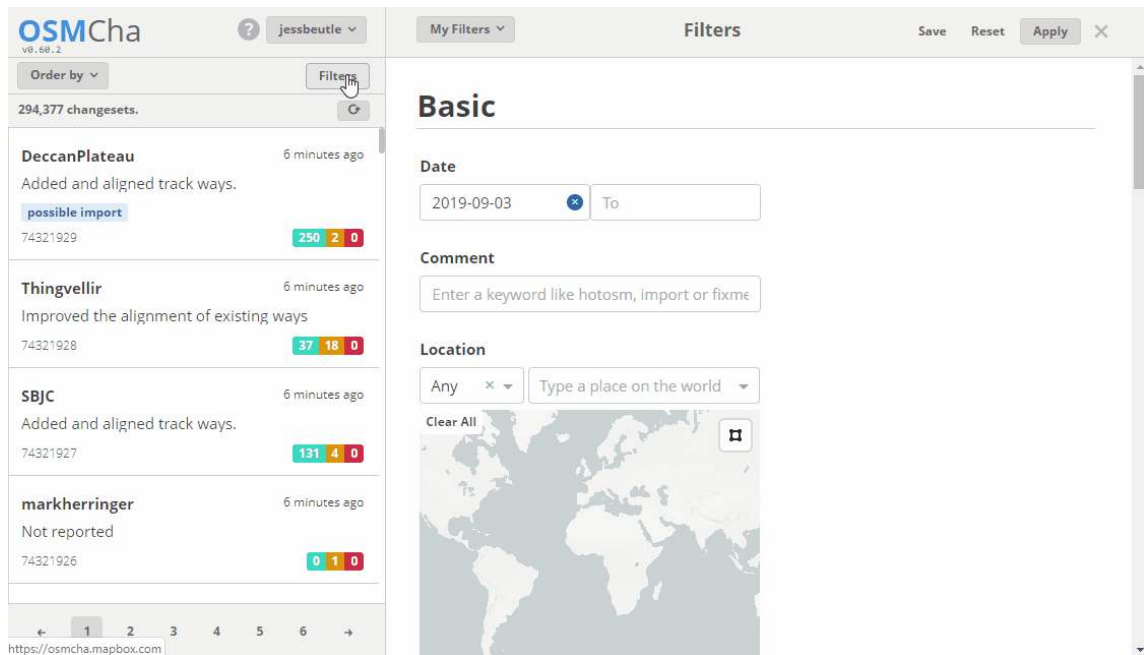 OSMCha
v0.60.2
?
jessbeutle
Order by
Filters
294,377 changesets.
DeccanPlateau
6 minutes ago
Added and aligned track ways.
possible import
74321929
250 2 0
Thingvellir
6 minutes ago
Improved the alignment of existing ways
74321928
37 18 0
SBJC
6 minutes ago
Added and aligned track ways.
74321927
131 4 0
markherringer
6 minutes ago
Not reported
74321926
0 1 0
← 1 2 3 4 5 6 →
https://osmcha.mapbox.com
My Filters
Filters
Save
Reset
Apply
Basic
Date
2019-09-03
To
Comment
Enter a keyword like hotosm, import or fixme
Location
Any
Type a place on the world
Clear All